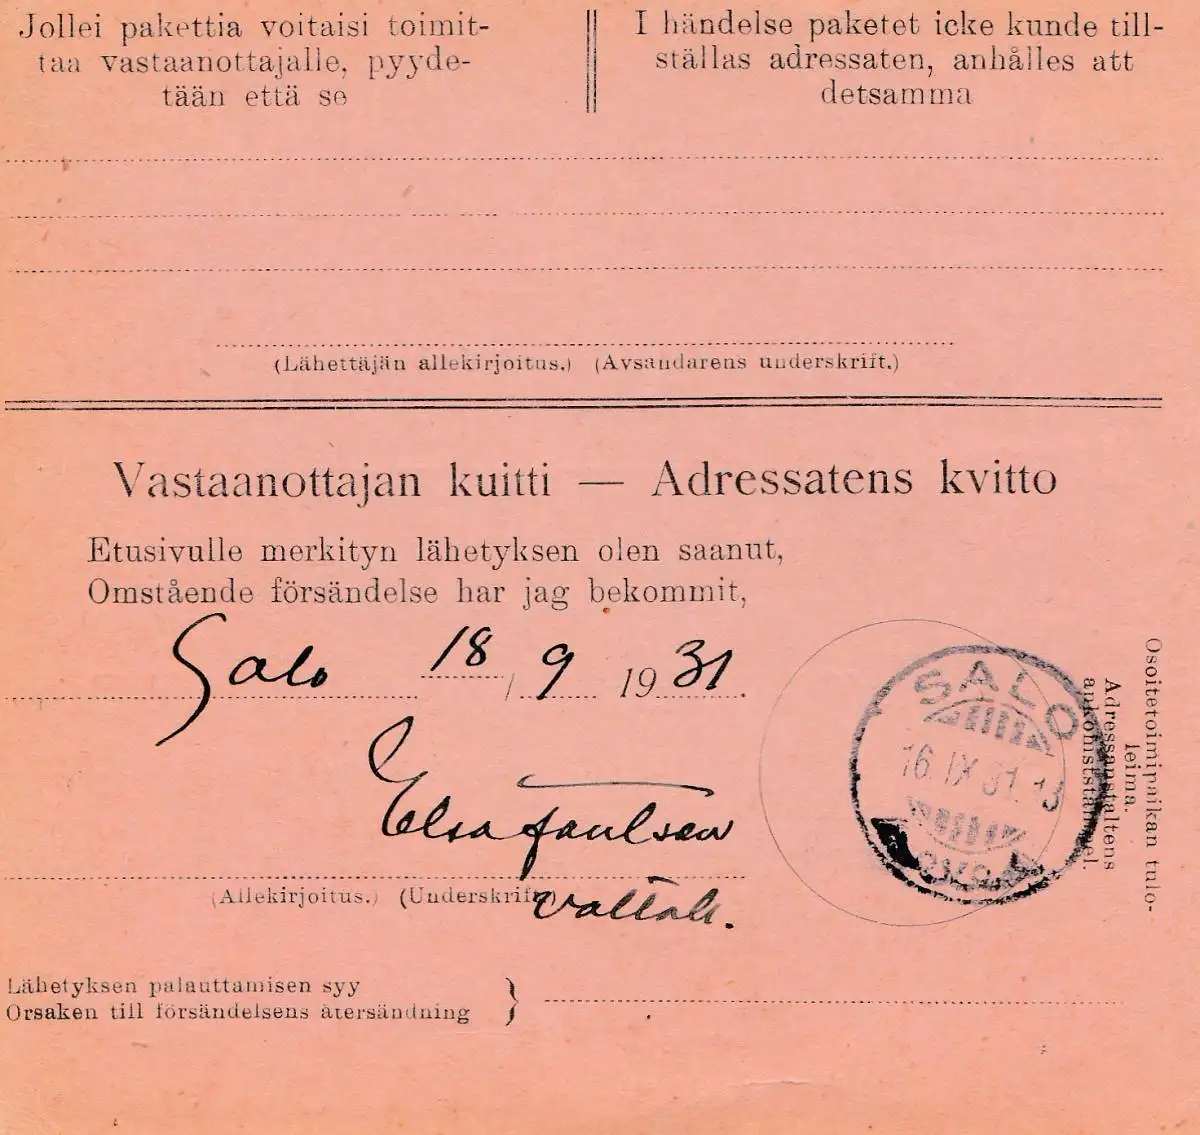 Jollei pakettia voitaisi toimit-
taa vastaanottajalle, pyyde-
tään että se
I händelse paketet icke kunde till-
ställas adressaten, anhålles att
detsamma
(Lähettäjän allekirjoitus.) (Avsändarens underskrift.)
Vastaanottajan kuitti — Adressatens kvitto
Etusivulle merkityn lähetyksen olen saanut,
Omstående försändelse har jag bekommit,
Salo 18/9 1931.
Elsa
(Allekirjoitus.) (Underskrift.)
SALO
16.IX.31.13
Osoitetoimipaikan tulo-
leima.
Adressanstaltens
ankomststämpel.
Lähetyksen palauttamisen syy
Orsaken till försändelsens återsändning